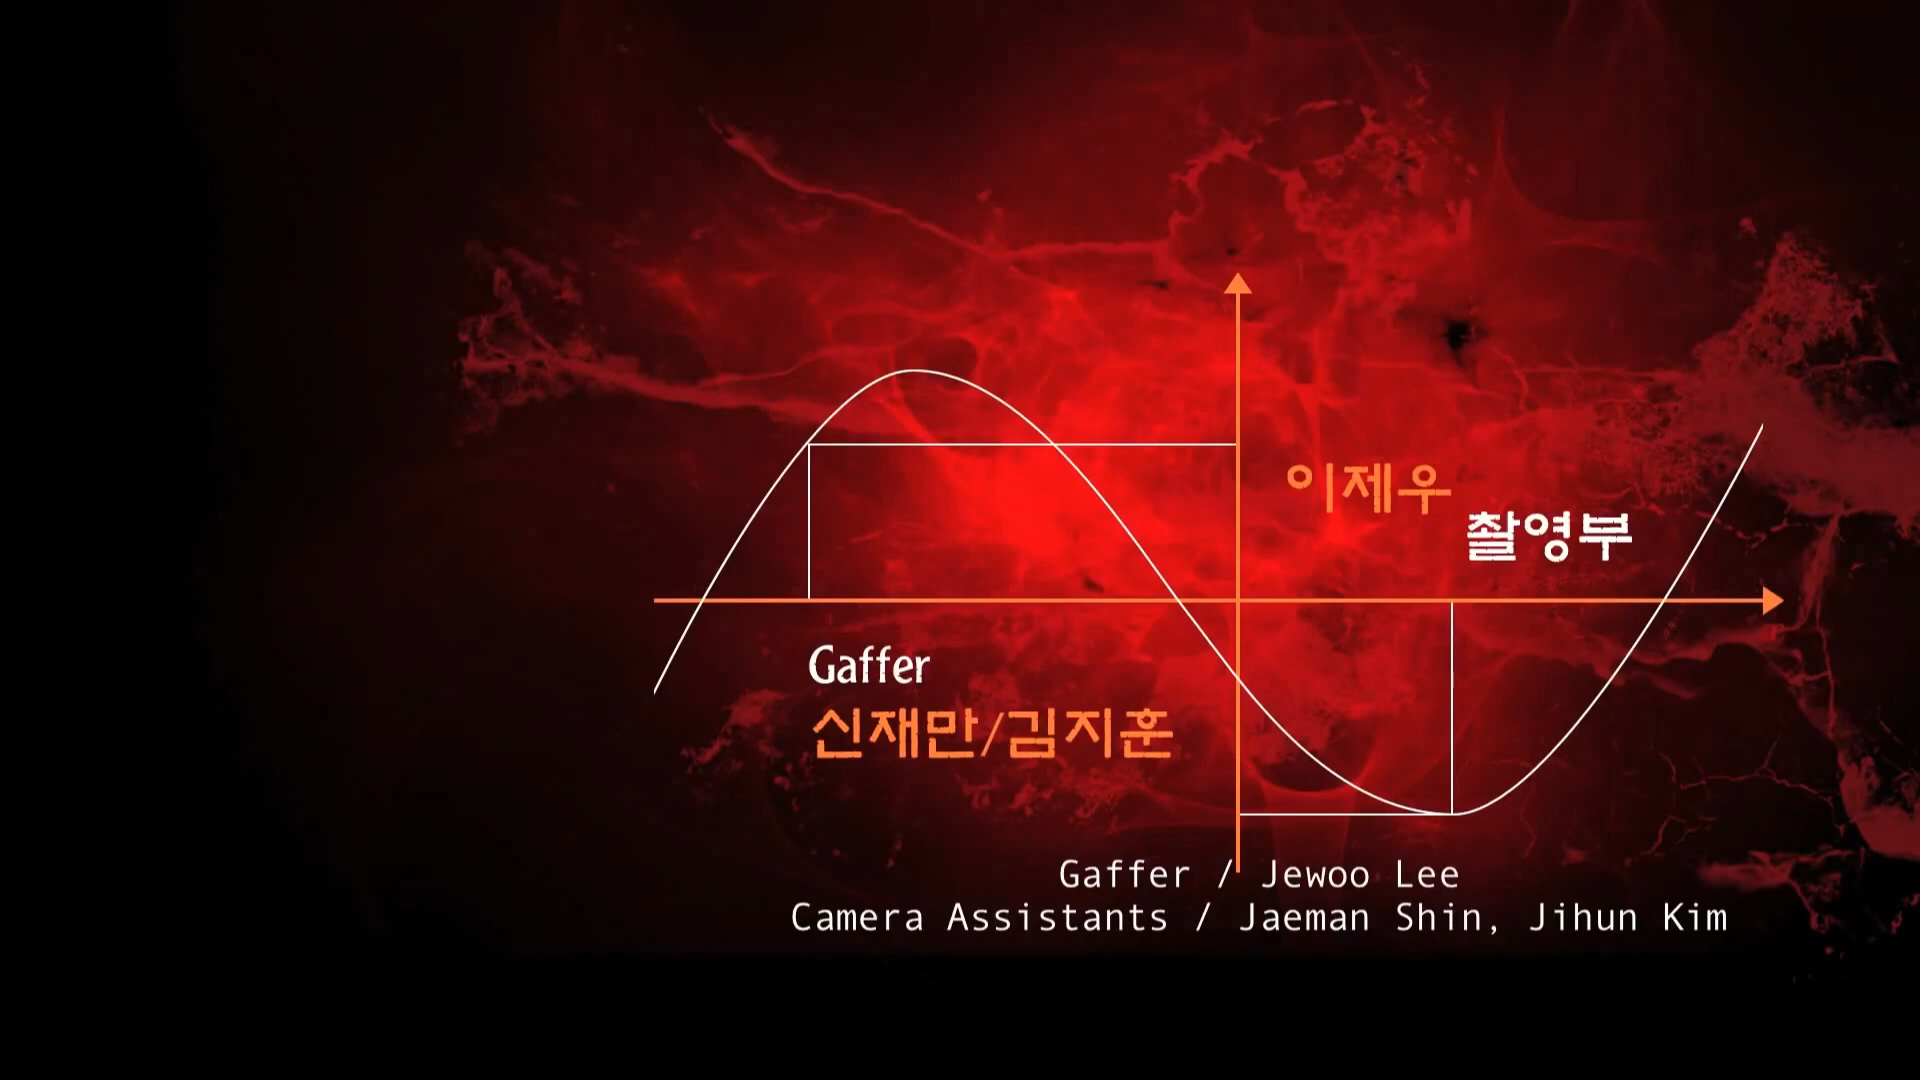 이제우
촬영부
Gaffer
신재만/김지훈
Gaffer / Jewoo Lee
Camera Assistants / Jaeman Shin, Jihun Kim